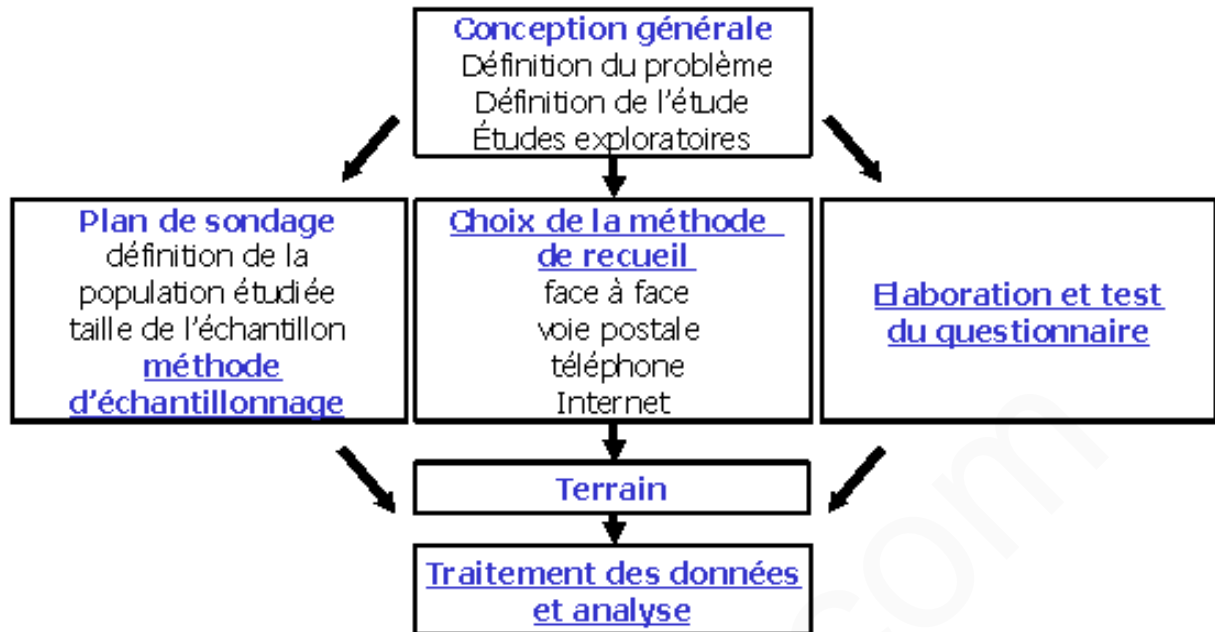 Conception générale
Définition du problème
Définition de l'étude
Études exploratoires
Plan de sondage
définition de la
population étudiée
taille de l'échantillon
méthode
d'échantillonnage
Choix de la méthode
de recueil
face à face
voie postale
téléphone
Internet
Elaboration et test
du questionnaire
Terrain
Traitement des données
et analyse
com